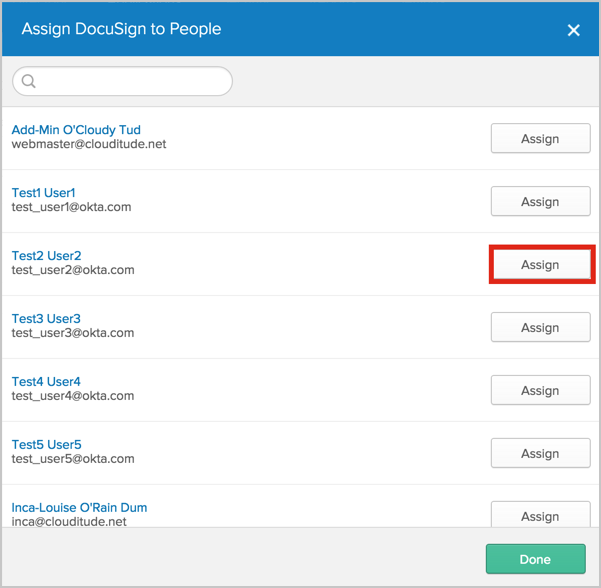 Assign DocuSign to People
Add-Min O'Cloudy Tud
webmaster@clouditude.net
Assign
Test1 User1
test_user1@okta.com
Assign
Test2 User2
test_user2@okta.com
Assign
Test3 User3
test_user3@okta.com
Assign
Test4 User4
test_user4@okta.com
Assign
Test5 User5
test_user5@okta.com
Assign
Inca-Louise O'Rain Dum
inca@clouditude.net
Assign
Done